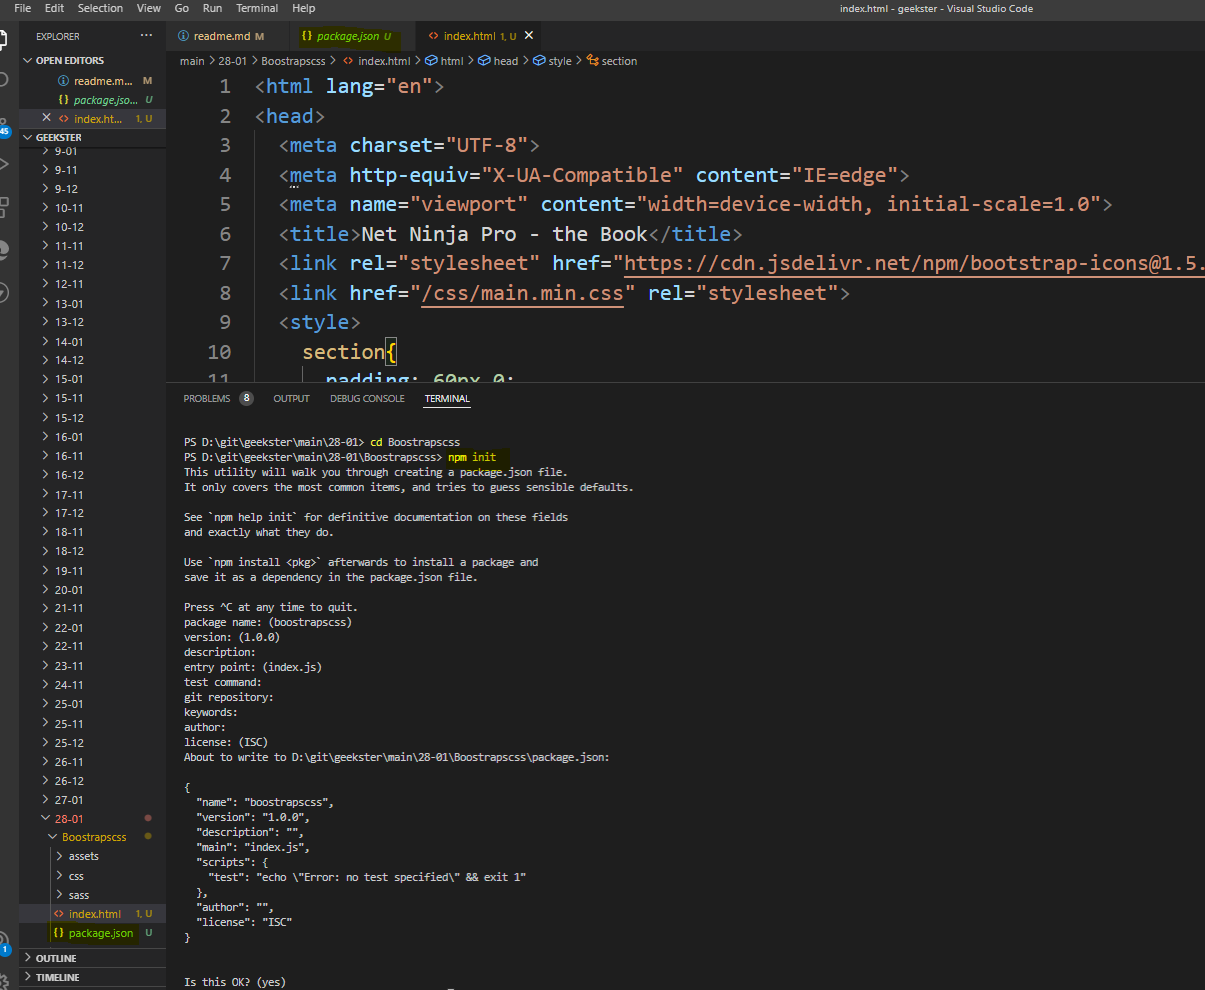 File Edit Selection View Go Run Terminal Help index.html - geekster - Visual Studio Code
EXPLORER ...
OPEN EDITORS
readme.m... M
{} package.jso... U
<> index.ht... 1, U
GEEKSTER
9-01
9-11
9-12
10-11
10-12
11-11
11-12
12-11
13-01
13-12
14-01
14-12
15-01
15-11
15-12
16-01
16-11
16-12
17-11
17-12
18-11
18-12
19-11
20-01
21-11
22-01
22-11
23-11
24-11
25-01
25-11
25-12
26-11
26-12
27-01
28-01
Boostrapscss
assets
css
sass
<> index.html 1, U
{} package.json U
OUTLINE
TIMELINE
45
1
readme.md M {} package.json U <> index.html 1, U
main > 28-01 > Boostrapscss > <> index.html > html > head > style > section
1 <html lang="en">
2 <head>
3 <meta charset="UTF-8">
4 <meta http-equiv="X-UA-Compatible" content="IE=edge">
5 <meta name="viewport" content="width=device-width, initial-scale=1.0">
6 <title>Net Ninja Pro - the Book</title>
7 <link rel="stylesheet" href="https://cdn.jsdelivr.net/npm/bootstrap-icons@1.5.
8 <link href="/css/main.min.css" rel="stylesheet">
9 <style>
10 section{
11 padding: 60px 0;
PROBLEMS 8 OUTPUT DEBUG CONSOLE TERMINAL
PS D:\git\geekster\main\28-01> cd Boostrapscss
PS D:\git\geekster\main\28-01\Boostrapscss> npm init
This utility will walk you through creating a package.json file.
It only covers the most common items, and tries to guess sensible defaults.
See `npm help init` for definitive documentation on these fields
and exactly what they do.
Use `npm install <pkg>` afterwards to install a package and
save it as a dependency in the package.json file.
Press ^C at any time to quit.
package name: (boostrapscss)
version: (1.0.0)
description:
entry point: (index.js)
test command:
git repository:
keywords:
author:
license: (ISC)
About to write to D:\git\geekster\main\28-01\Boostrapscss\package.json:
{
"name": "boostrapscss",
"version": "1.0.0",
"description": "",
"main": "index.js",
"scripts": {
"test": "echo \"Error: no test specified\" && exit 1"
},
"author": "",
"license": "ISC"
}
Is this OK? (yes)